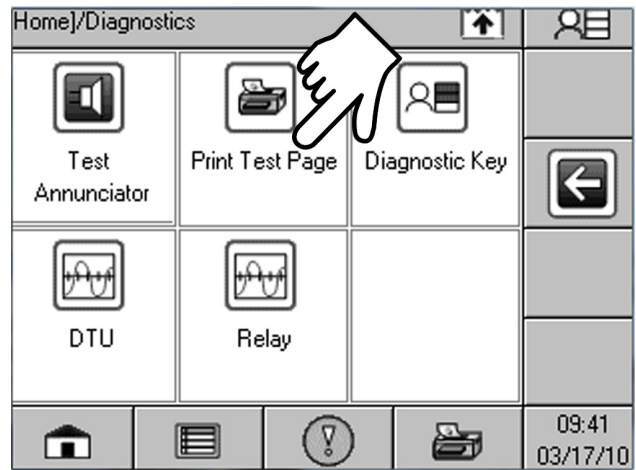 Home]/Diagnostics
Test
Annunciator
Print Test Page
Diagnostic Key
DTU
Relay
09:41
03/17/10